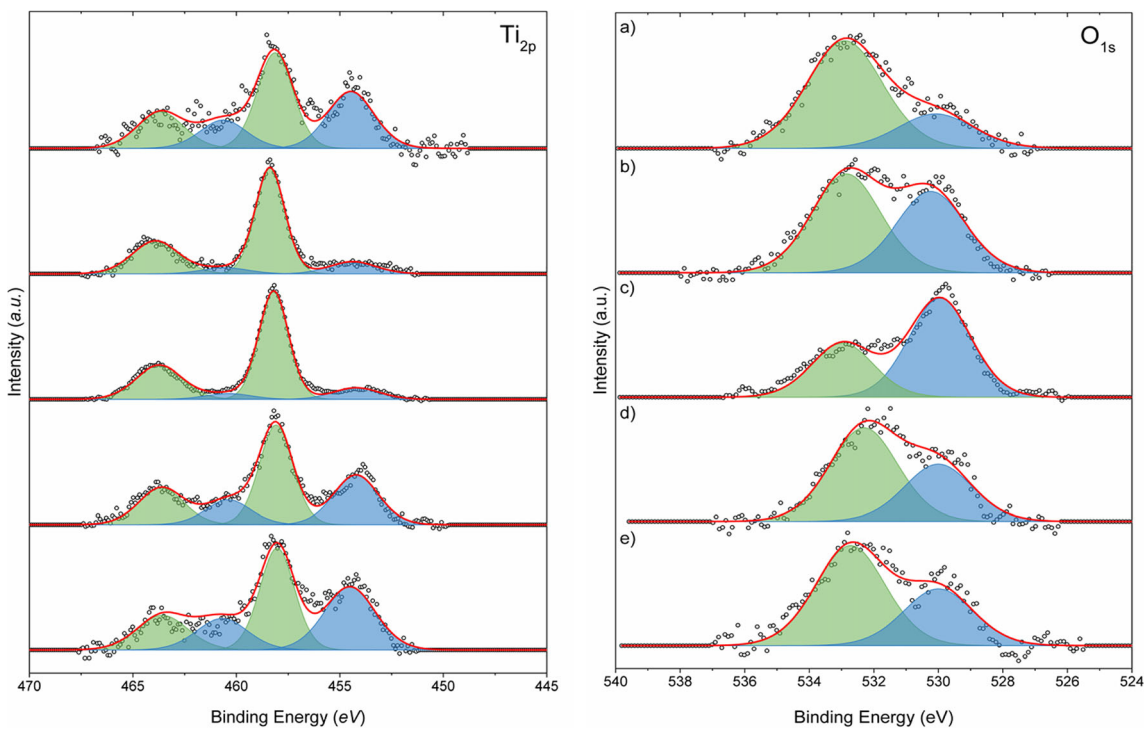 Ti2p
Intensity (a.u.)
470 465 460 455 450 445
Binding Energy (eV)
a) O1s
b)
c)
d)
e)
Intensity (a.u.)
540 538 536 534 532 530 528 526 524
Binding Energy (eV)